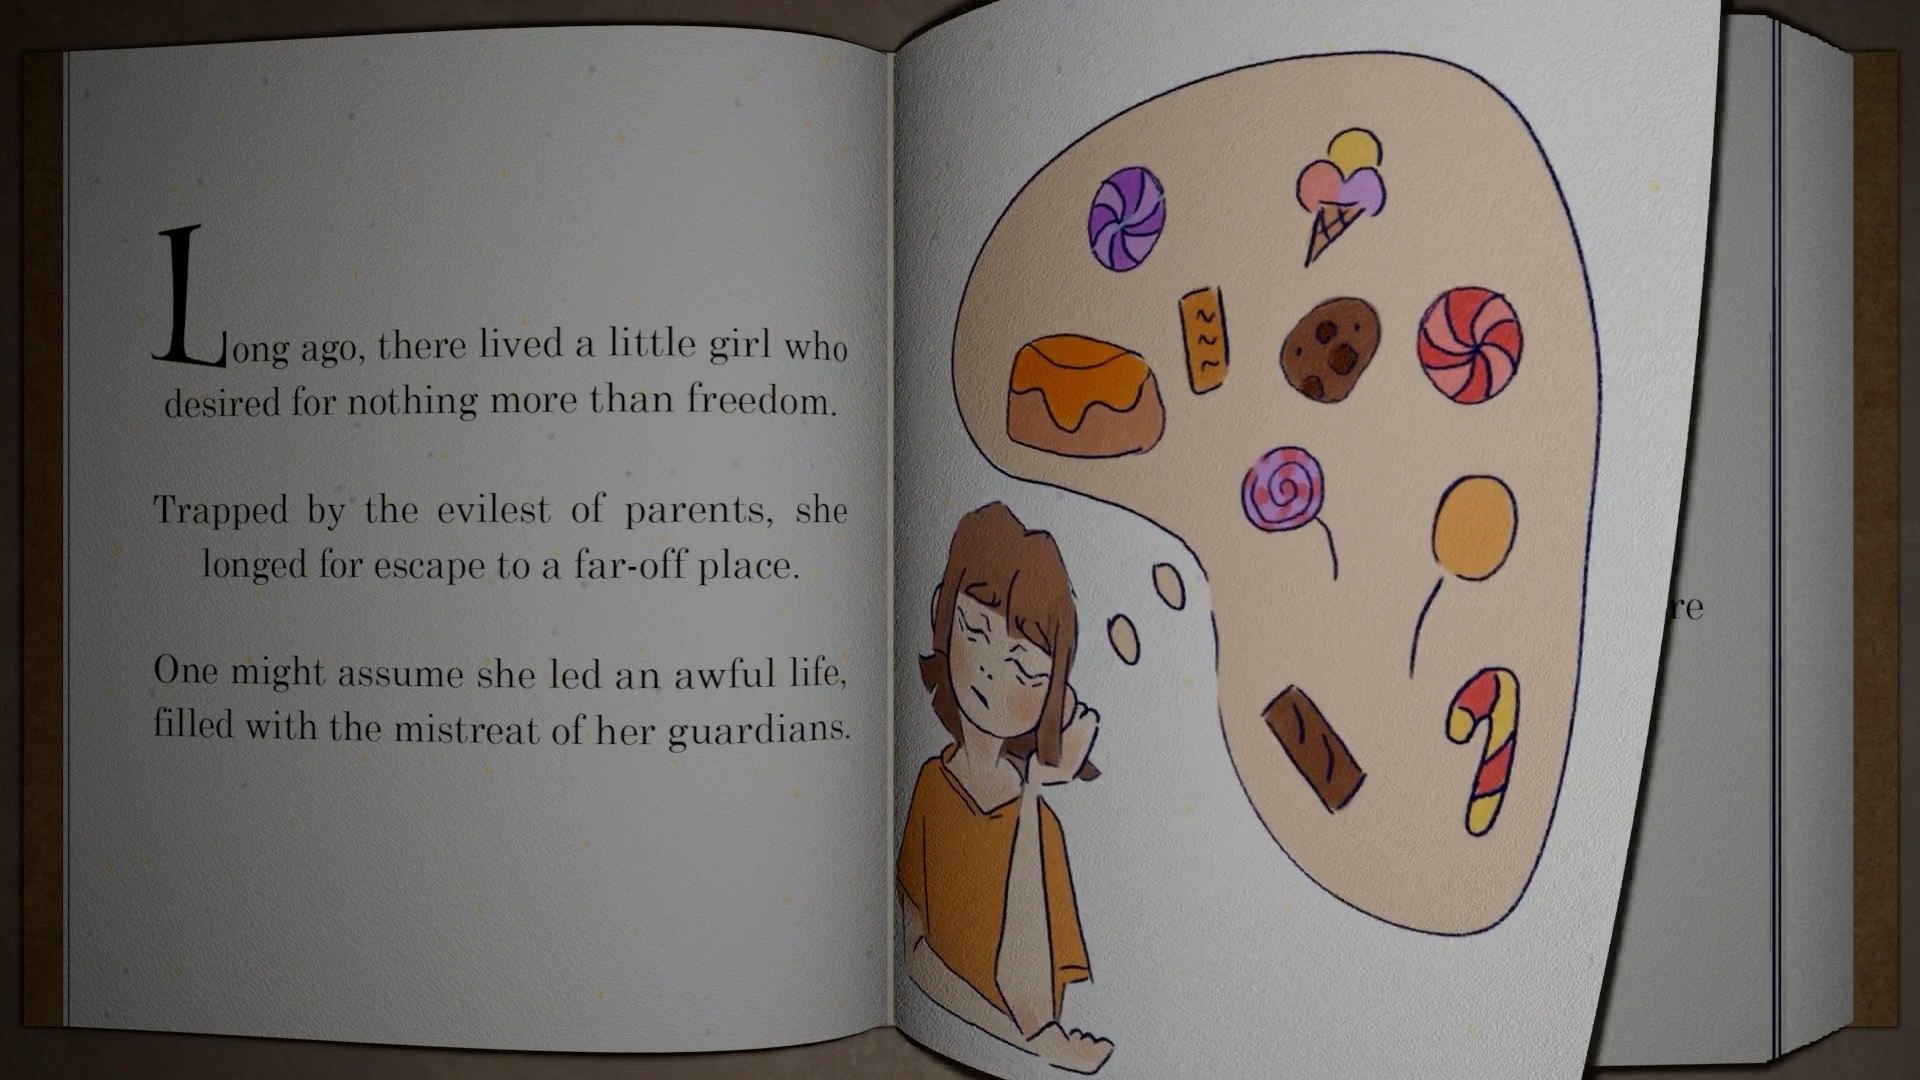 Long ago, there lived a little girl who
desired for nothing more than freedom.
Trapped by the evilest of parents, she
longed for escape to a far-off place.
One might assume she led an awful life,
filled with the mistreat of her guardians.